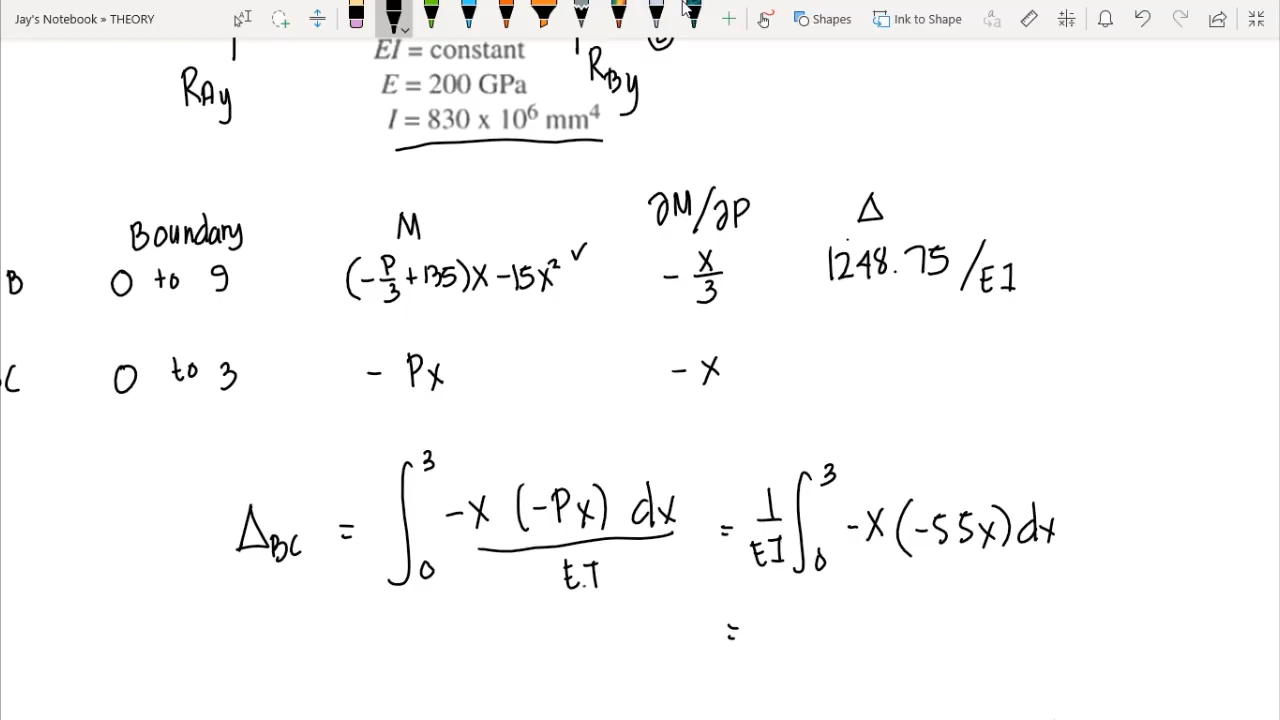 Jay's Notebook » THEORY
Shapes
Ink to Shape
RAy
EI = constant
RBy
E = 200 GPa
I = 830 x 10⁶ mm⁴
Boundary M ∂M/∂P Δ
B 0 to 9 (-P/3+135)x -15x² ✓ - x/3 1248.75/EI
C 0 to 3 - Px - x
Δ_BC = ∫₀³ -x (-Px) dx / EI = 1/EI ∫₀³ -x(-55x)dx
=